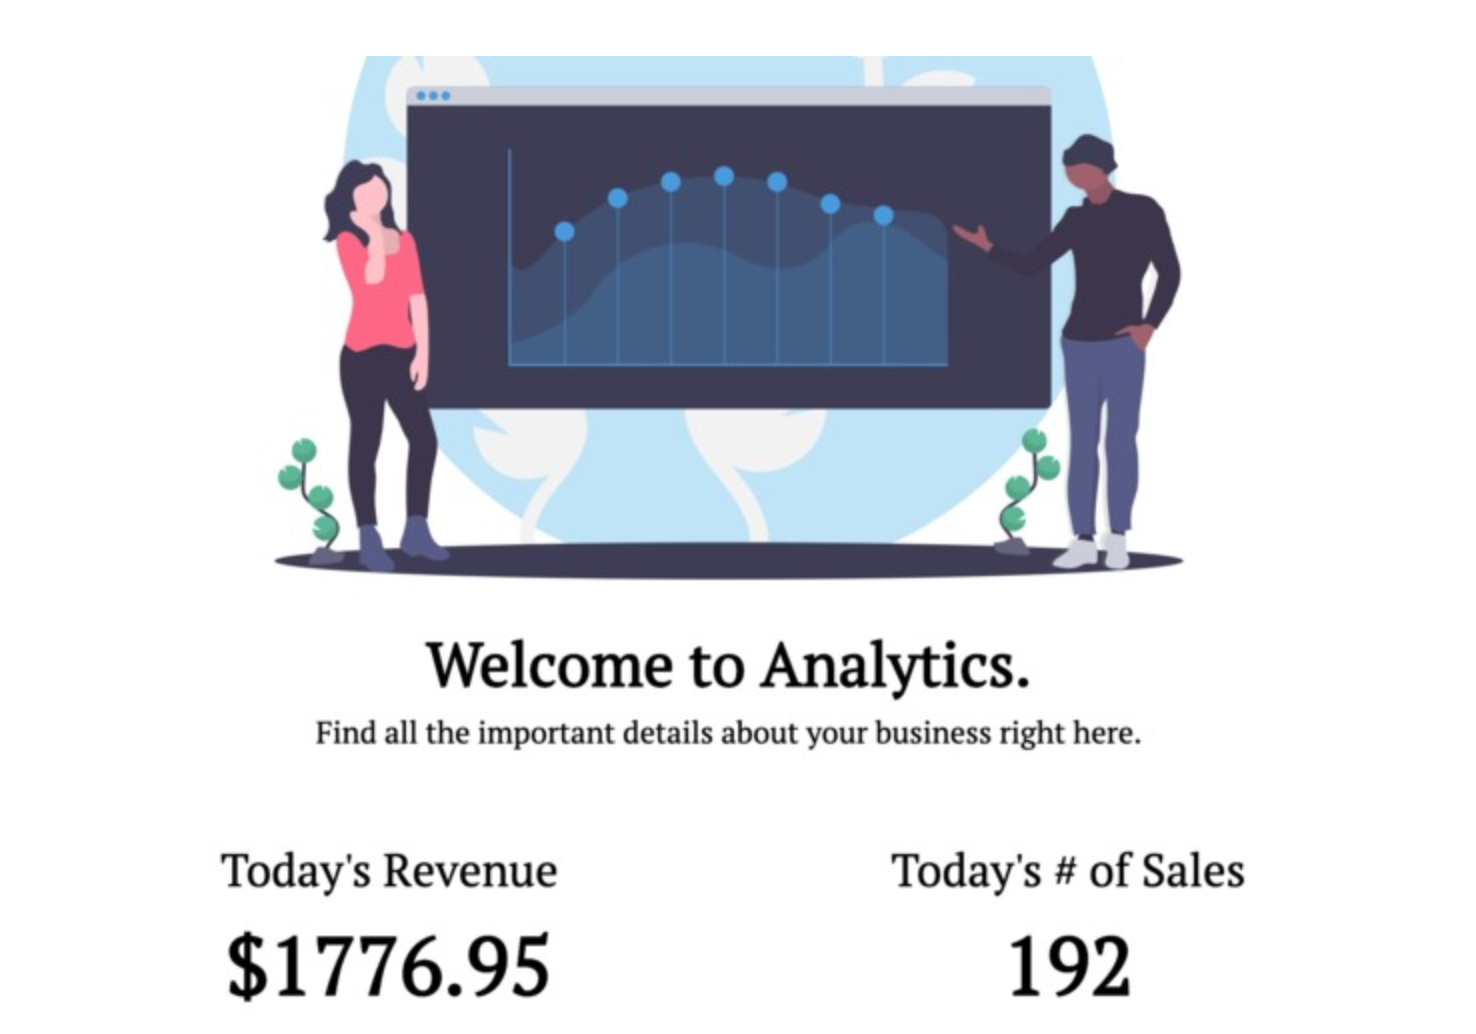 Welcome to Analytics.
Find all the important details about your business right here.
Today's Revenue
$1776.95
Today's # of Sales
192